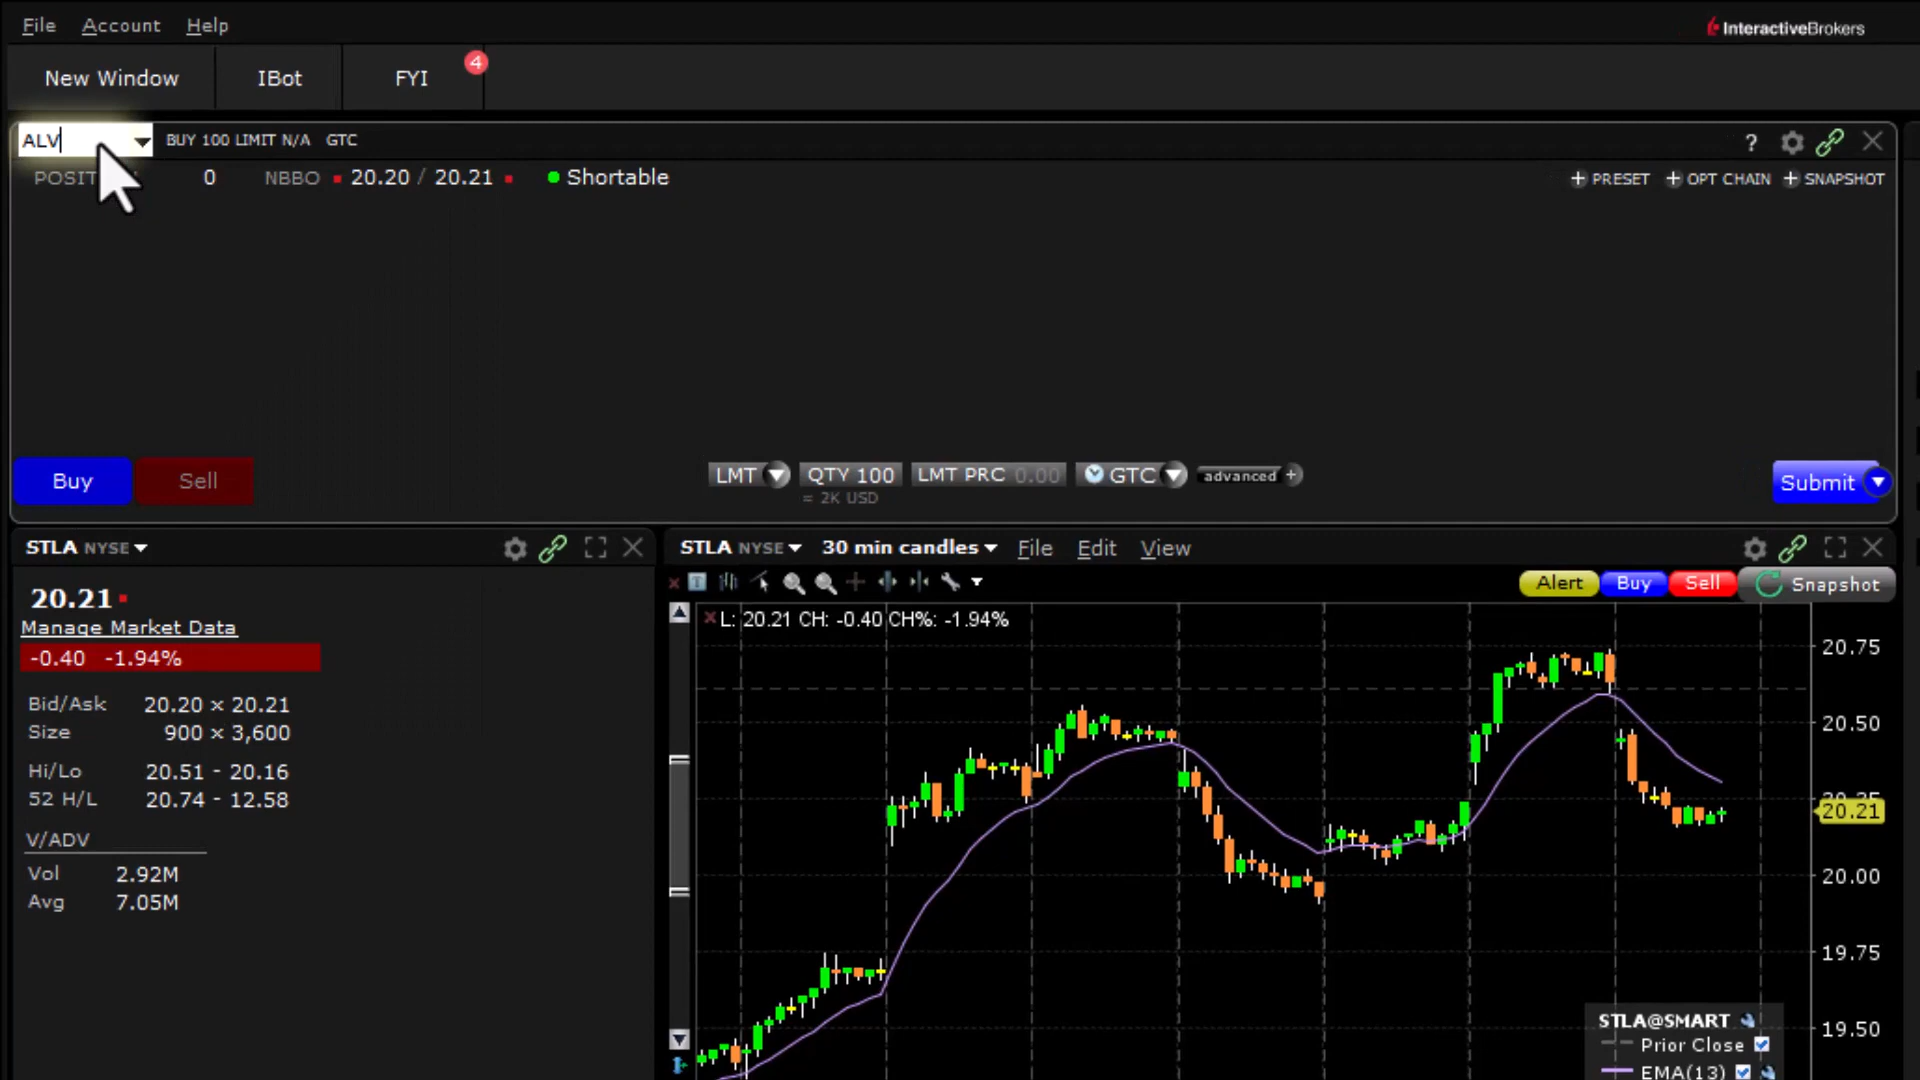 File Account Help
InteractiveBrokers
New Window IBot FYI 4
ALV BUY 100 LIMIT N/A GTC ?
POSIT 0 NBBO 20.20 / 20.21 Shortable + PRESET + OPT CHAIN + SNAPSHOT
Buy Sell LMT QTY 100 LMT PRC 0.00 GTC advanced + Submit
= 2K USD
STLA NYSE
20.21
Manage Market Data
-0.40 -1.94%
Bid/Ask 20.20 × 20.21
Size 900 × 3,600
Hi/Lo 20.51 - 20.16
52 H/L 20.74 - 12.58
V/ADV
Vol 2.92M
Avg 7.05M
STLA NYSE 30 min candles File Edit View
Alert Buy Sell Snapshot
L: 20.21 CH: -0.40 CH%: -1.94%
20.75
20.50
20.21
20.00
19.75
19.50
STLA@SMART
Prior Close
EMA(13)